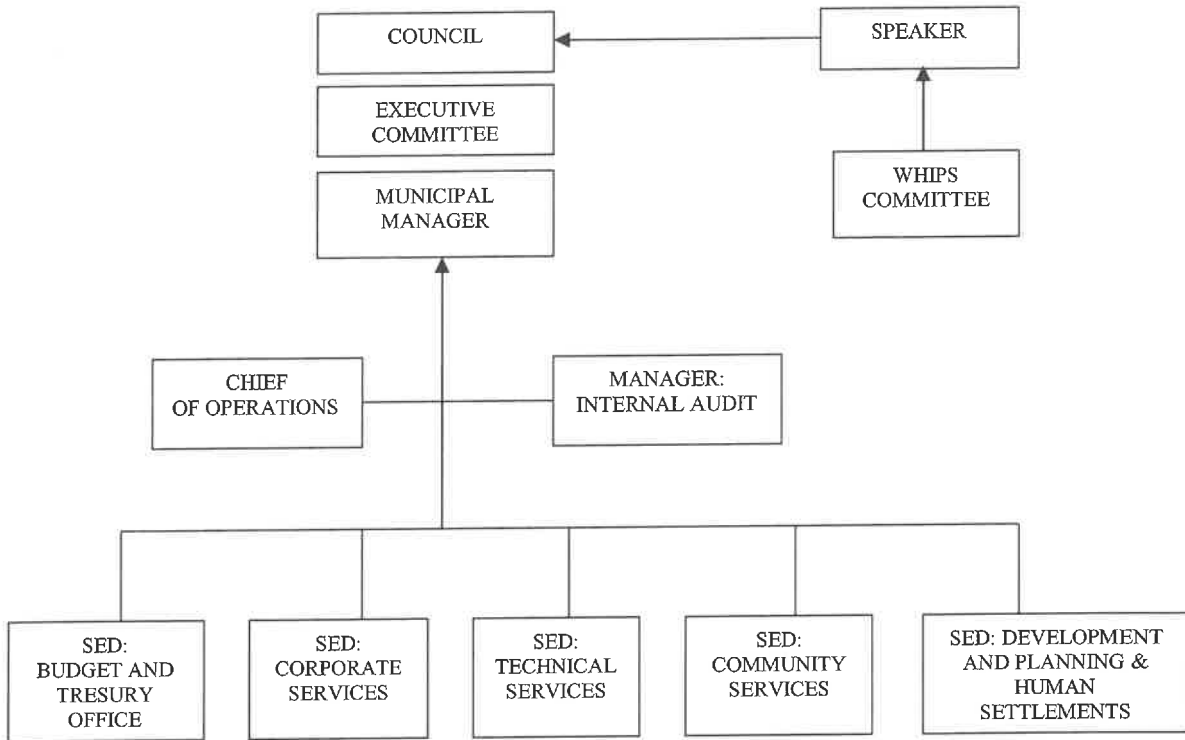 COUNCIL
SPEAKER
EXECUTIVE
COMMITTEE
WHIPS
COMMITTEE
MUNICIPAL
MANAGER
CHIEF
OF OPERATIONS
MANAGER:
INTERNAL AUDIT
SED:
BUDGET AND
TRESURY
OFFICE
SED:
CORPORATE
SERVICES
SED:
TECHNICAL
SERVICES
SED:
COMMUNITY
SERVICES
SED: DEVELOPMENT
AND PLANNING &
HUMAN
SETTLEMENTS